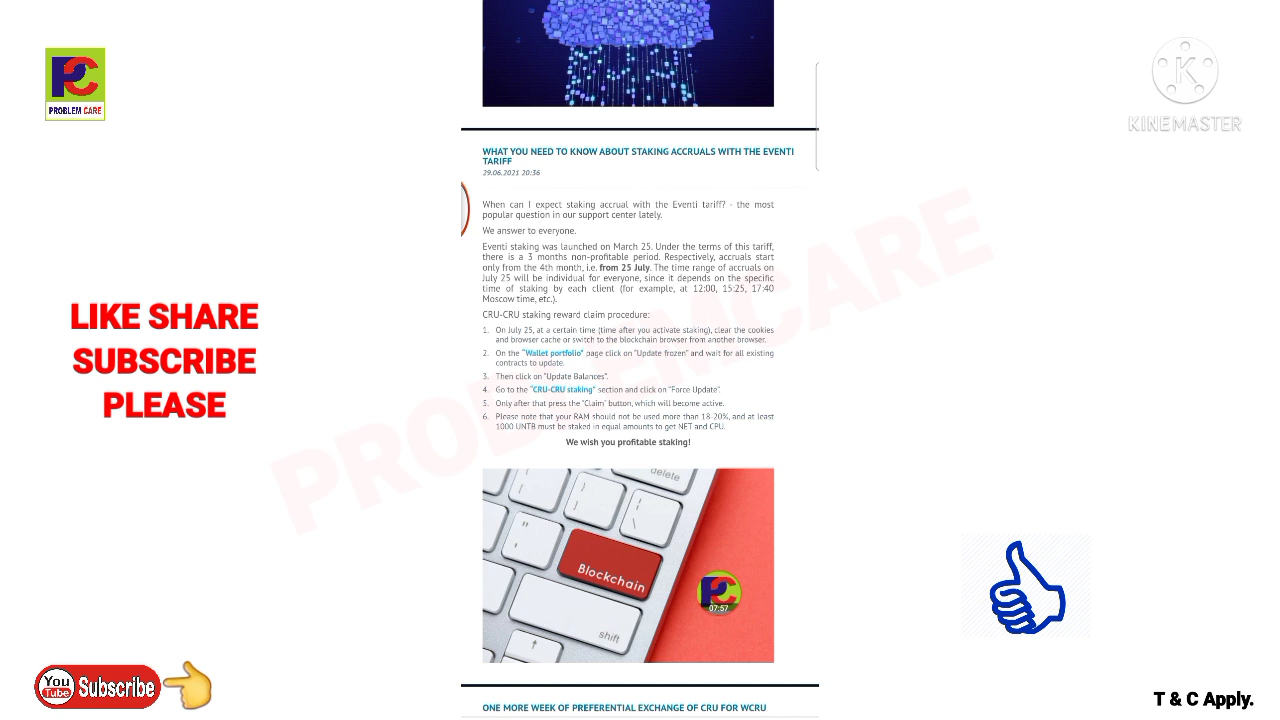 PC
PROBLEM CARE
K
KINEMASTER
WHAT YOU NEED TO KNOW ABOUT STAKING ACCRUALS WITH THE EVENTI
TARIFF
29.06.2021 20:36
When can I expect staking accrual with the Eventi tariff? - the most
popular question in our support center lately.
We answer to everyone.
Eventi staking was launched on March 25. Under the terms of this tariff,
there is a 3 months non-profitable period. Respectively, accruals start
only from the 4th month, i.e. from 25 July. The time range of accruals on
July 25 will be individual for everyone, since it depends on the specific
time of staking by each client (for example, at 12:00, 15:25, 17:40
Moscow time, etc.).
CRU-CRU staking reward claim procedure:
1. On July 25, at a certain time (time after you activate staking), clear the cookies
and browser cache or switch to the blockchain browser from another browser.
2. On the "Wallet portfolio" page click on "Update frozen" and wait for all existing
contracts to update.
3. Then click on "Update Balances".
4. Go to the "CRU-CRU staking" section and click on "Force Update".
5. Only after that press the "Claim" button, which will become active.
6. Please note that your RAM should not be used more than 18-20%, and at least
1000 UNTB must be staked in equal amounts to get NET and CPU.
We wish you profitable staking!
PROBLEMCARE
LIKE SHARE
SUBSCRIBE
PLEASE
delete
Blockchain
shift
PC
07:57
You
Tube
Subscribe
T & C Apply.
ONE MORE WEEK OF PREFERENTIAL EXCHANGE OF CRU FOR WCRU